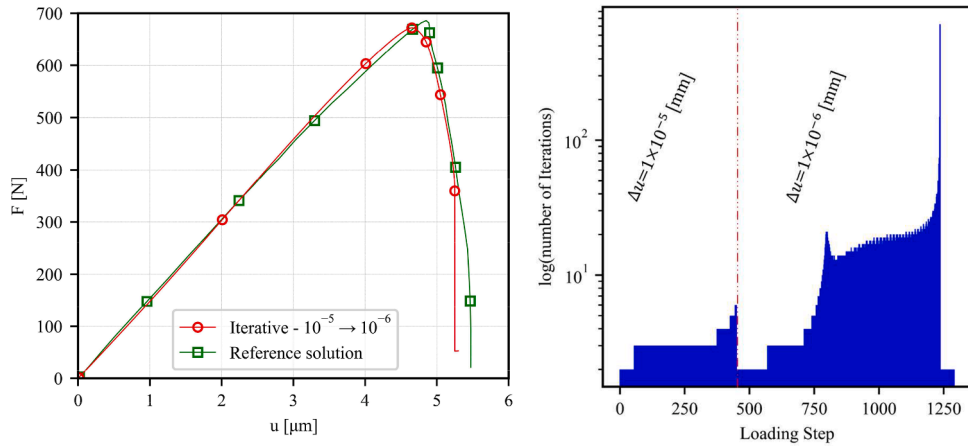 700
600
500
400
300
200
100
0
F [N]
Iterative - 10⁻⁵ → 10⁻⁶
Reference solution
0 1 2 3 4 5 6
u [μm]
log(number of Iterations)
10²
10¹
Δu=1×10⁻⁵ [mm]
Δu=1×10⁻⁶ [mm]
0 250 500 750 1000 1250
Loading Step